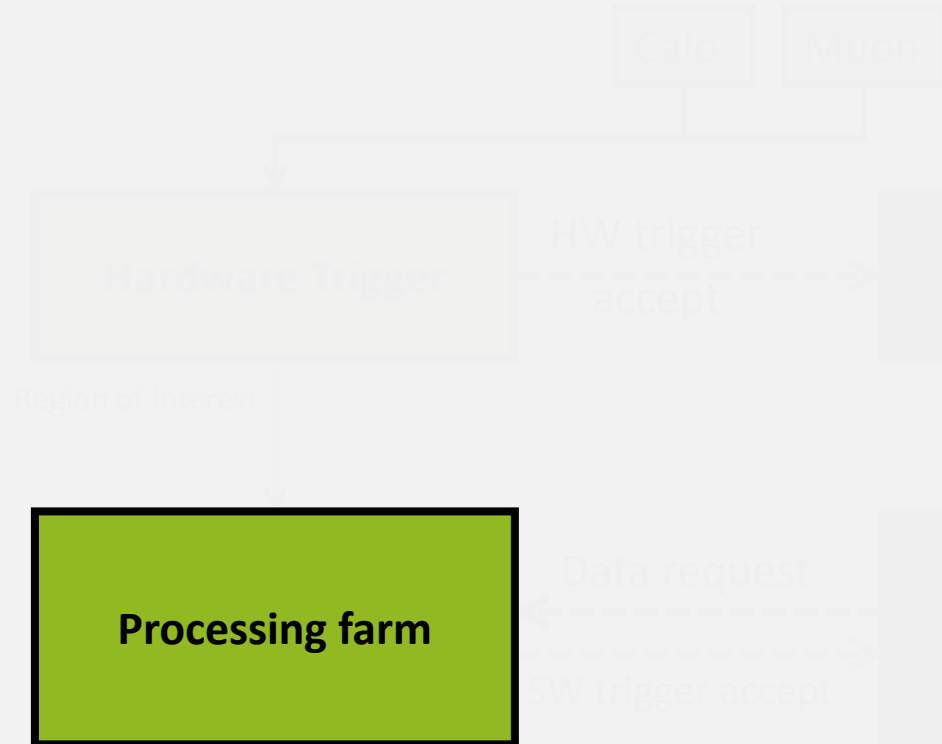 Calo
Muon
Hardware Trigger
HW trigger
accept
Region of Interest
Data request
Processing farm
SW trigger accept